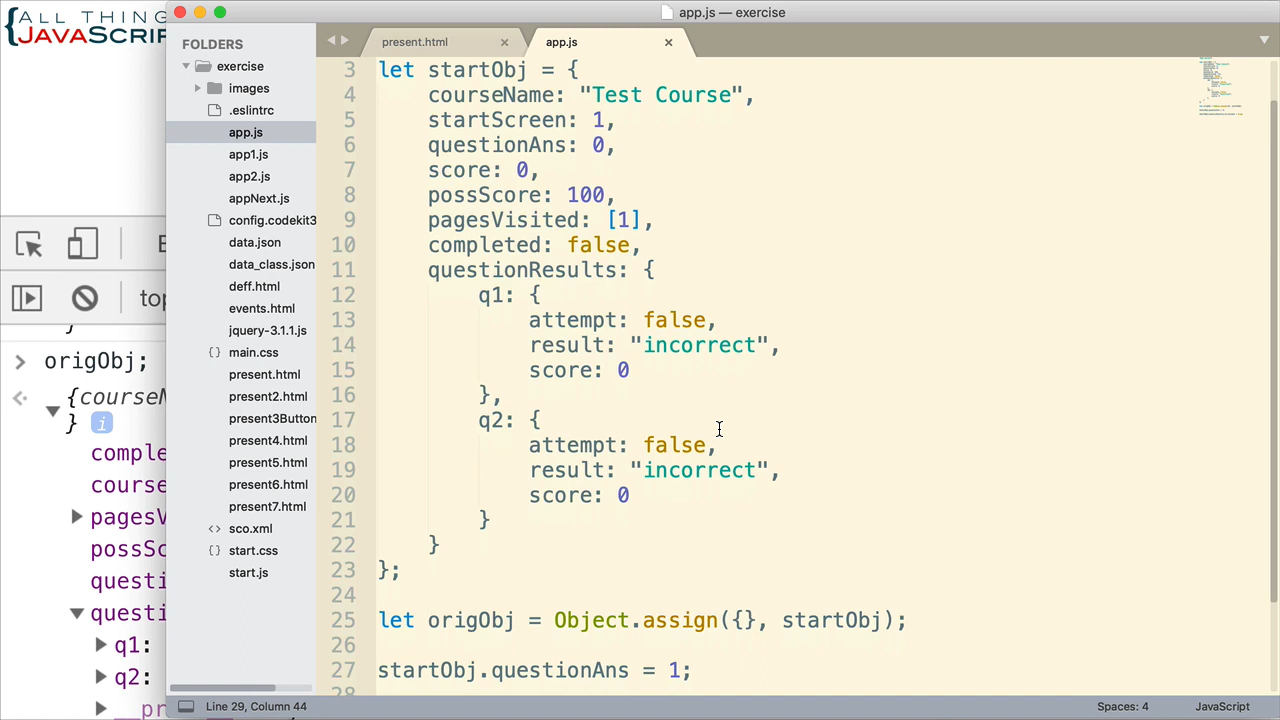 ALL THING
JAVASCRIP
app.js — exercise
FOLDERS
exercise
images
.eslintrc
app.js
app1.js
app2.js
appNext.js
config.codekit3
data.json
data_class.json
deff.html
events.html
jquery-3.1.1.js
main.css
present.html
present2.html
present3Button
present4.html
present5.html
present6.html
present7.html
sco.xml
start.css
start.js
present.html
app.js
3 let startObj = {
4 courseName: "Test Course",
5 startScreen: 1,
6 questionAns: 0,
7 score: 0,
8 possScore: 100,
9 pagesVisited: [1],
10 completed: false,
11 questionResults: {
12 q1: {
13 attempt: false,
14 result: "incorrect",
15 score: 0
16 },
17 q2: {
18 attempt: false,
19 result: "incorrect",
20 score: 0
21 }
22 }
23 };
24
25 let origObj = Object.assign({}, startObj);
26
27 startObj.questionAns = 1;
28
top
}
origObj;
{courseN
} i
comple
course
pagesV
possSc
questi
questi
q1:
q2:
__pr
Line 29, Column 44
Spaces: 4
JavaScript